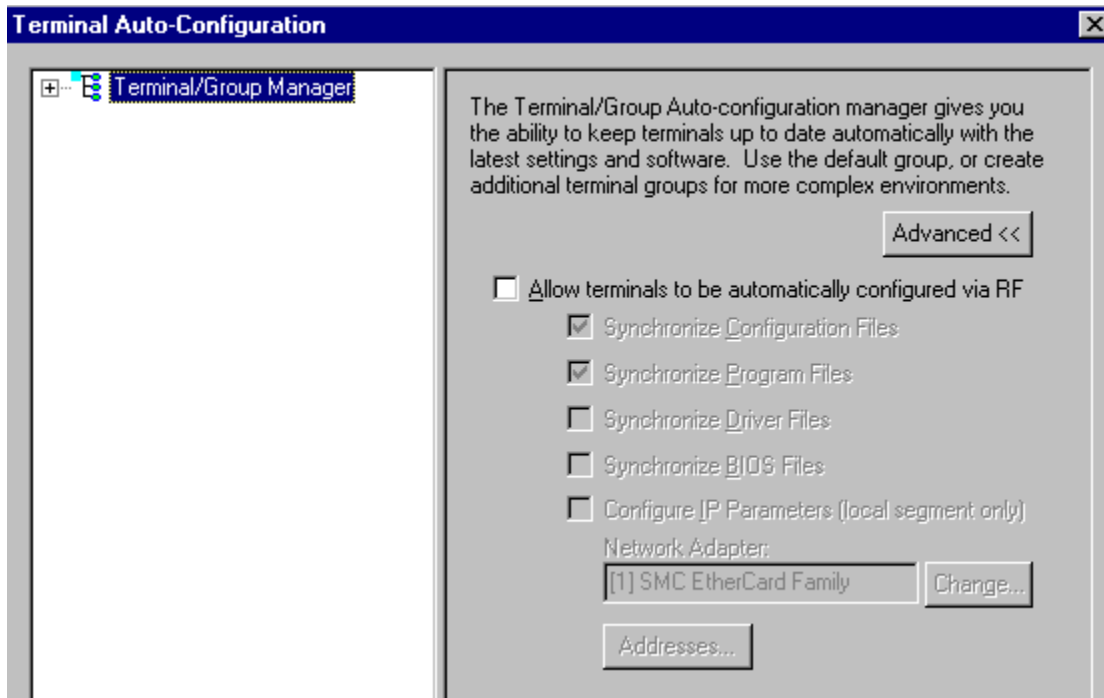 Terminal Auto-Configuration
Terminal/Group Manager
The Terminal/Group Auto-configuration manager gives you
the ability to keep terminals up to date automatically with the
latest settings and software. Use the default group, or create
additional terminal groups for more complex environments.
Advanced <<
Allow terminals to be automatically configured via RF
Synchronize Configuration Files
Synchronize Program Files
Synchronize Driver Files
Synchronize BIOS Files
Configure IP Parameters (local segment only)
Network Adapter:
[1] SMC EtherCard Family
Change...
Addresses...